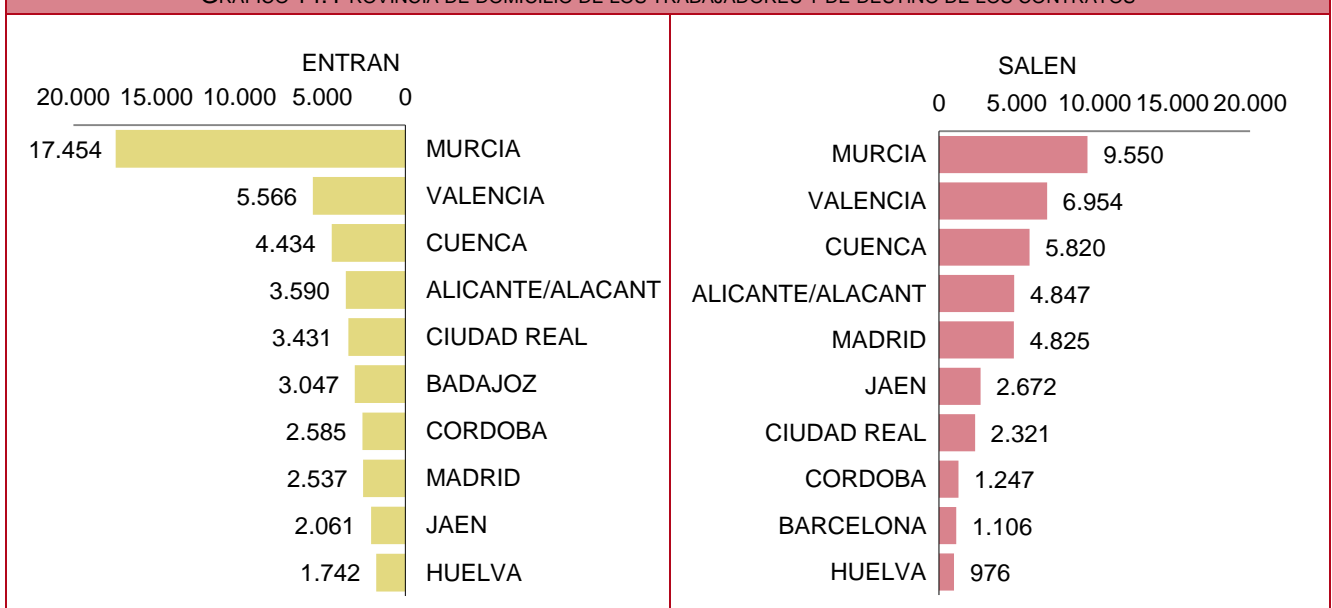 ENTRAN
20.000 15.000 10.000 5.000 0
17.454 MURCIA
5.566 VALENCIA
4.434 CUENCA
3.590 ALICANTE/ALACANT
3.431 CIUDAD REAL
3.047 BADAJOZ
2.585 CORDOBA
2.537 MADRID
2.061 JAEN
1.742 HUELVA
SALEN
0 5.000 10.000 15.000 20.000
MURCIA 9.550
VALENCIA 6.954
CUENCA 5.820
ALICANTE/ALACANT 4.847
MADRID 4.825
JAEN 2.672
CIUDAD REAL 2.321
CORDOBA 1.247
BARCELONA 1.106
HUELVA 976